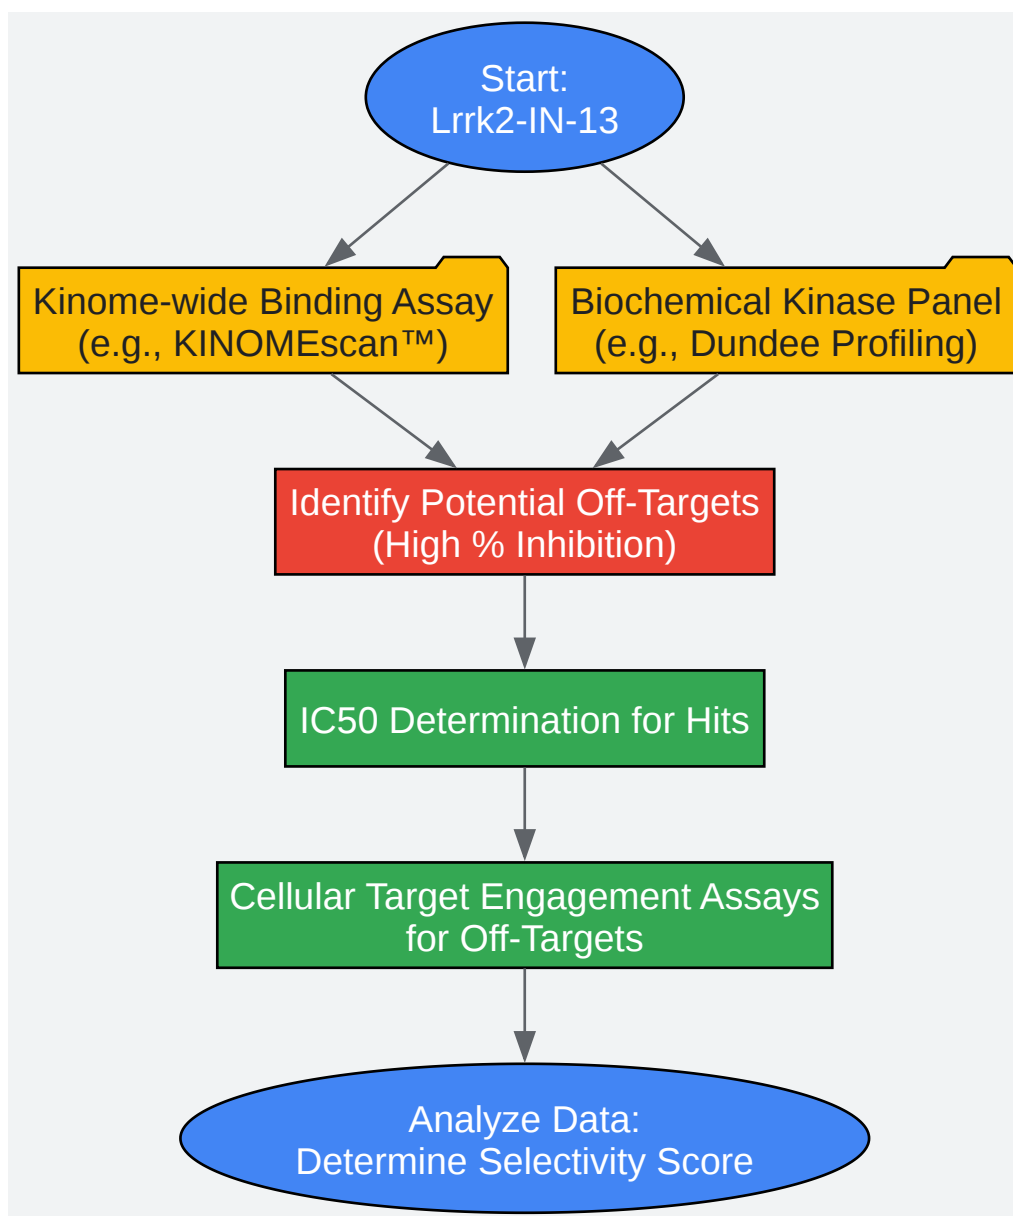 Start:
Lrrk2-IN-13
Kinome-wide Binding Assay
(e.g., KINOMEscan™)
Biochemical Kinase Panel
(e.g., Dundee Profiling)
Identify Potential Off-Targets
(High % Inhibition)
IC50 Determination for Hits
Cellular Target Engagement Assays
for Off-Targets
Analyze Data:
Determine Selectivity Score